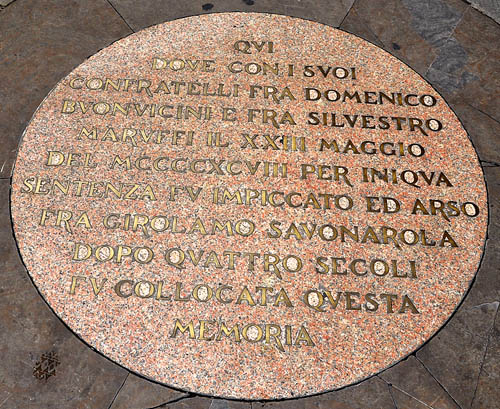 QVI
DOVE CON I SVOI
CONFRATELLI FRA DOMENICO
BVONVICINI E FRA SILVESTRO
MARVFFI IL XXIII MAGGIO
DEL MCCCCXCVIII PER INIQVA
SENTENZA FV IMPICCATO ED ARSO
FRA GIROLAMO SAVONAROLA
DOPO QVATTRO SECOLI
FV COLLOCATA QVESTA
MEMORIA